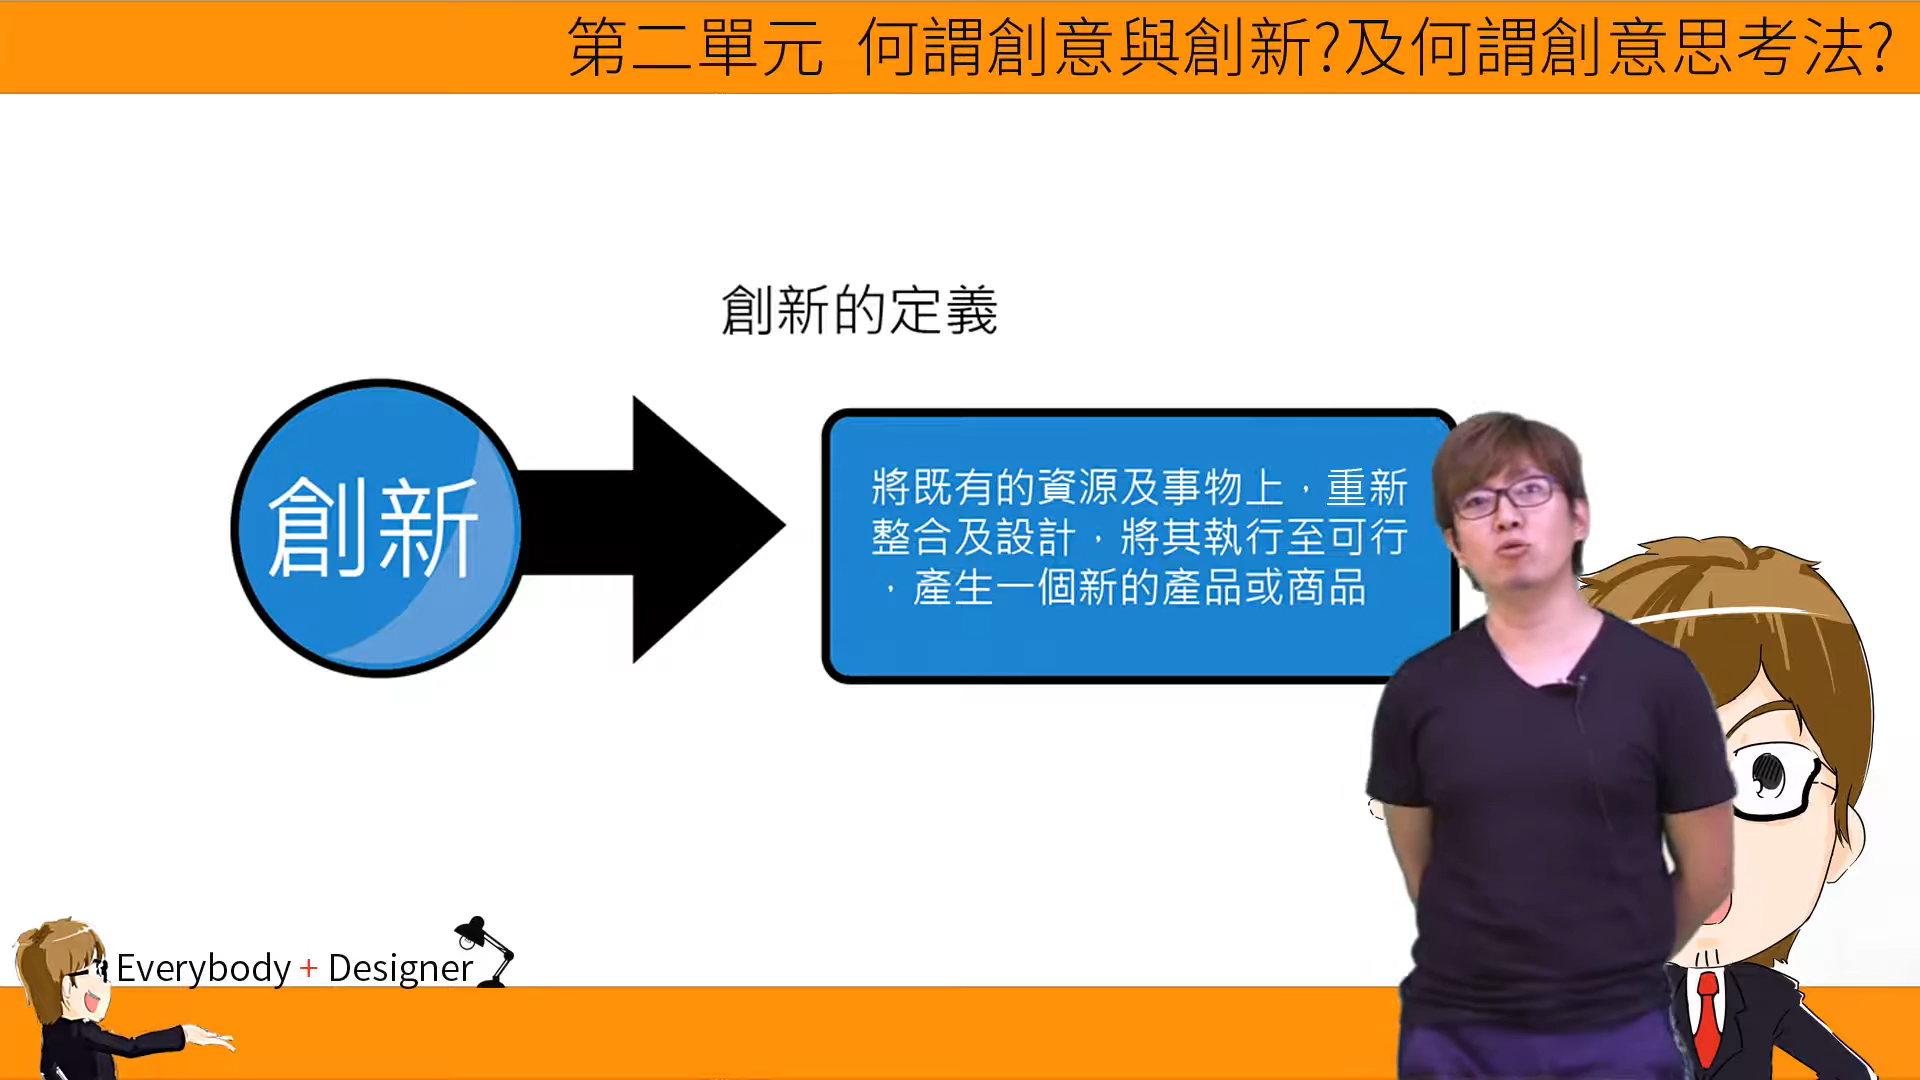 第二單元 何謂創意與創新?及何謂創意思考法?
創新的定義
創新
將既有的資源及事物上，重新
整合及設計，將其執行至可行
，產生一個新的產品或商品
Everybody + Designer